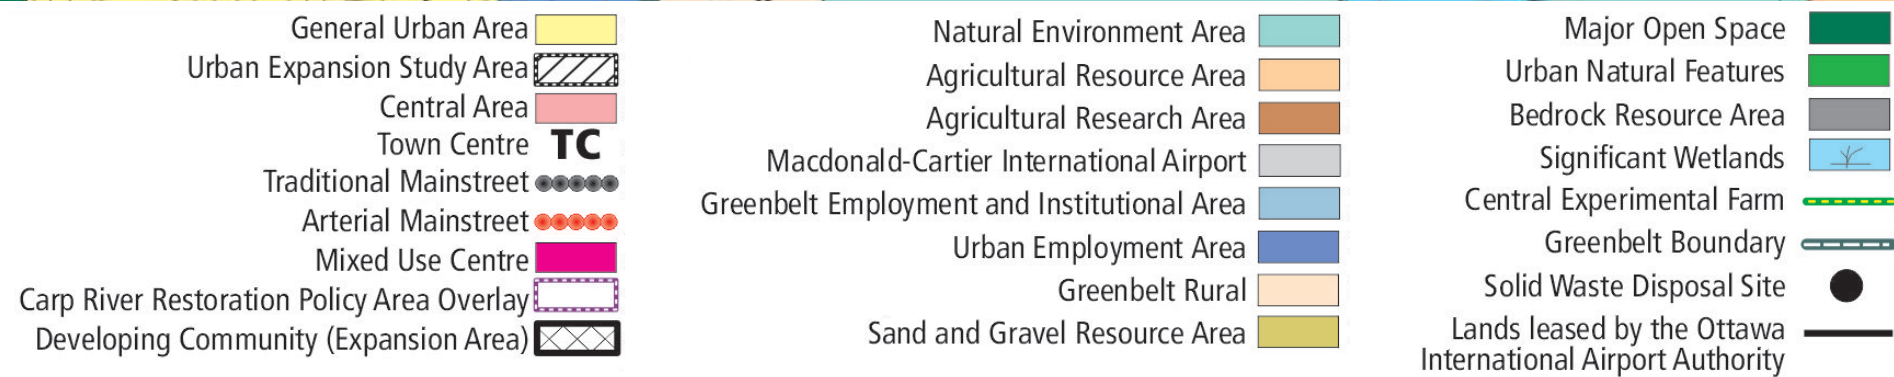 General Urban Area
Urban Expansion Study Area
Central Area
Town Centre TC
Traditional Mainstreet
Arterial Mainstreet
Mixed Use Centre
Carp River Restoration Policy Area Overlay
Developing Community (Expansion Area)
Natural Environment Area
Agricultural Resource Area
Agricultural Research Area
Macdonald-Cartier International Airport
Greenbelt Employment and Institutional Area
Urban Employment Area
Greenbelt Rural
Sand and Gravel Resource Area
Major Open Space
Urban Natural Features
Bedrock Resource Area
Significant Wetlands
Central Experimental Farm
Greenbelt Boundary
Solid Waste Disposal Site
Lands leased by the Ottawa
International Airport Authority